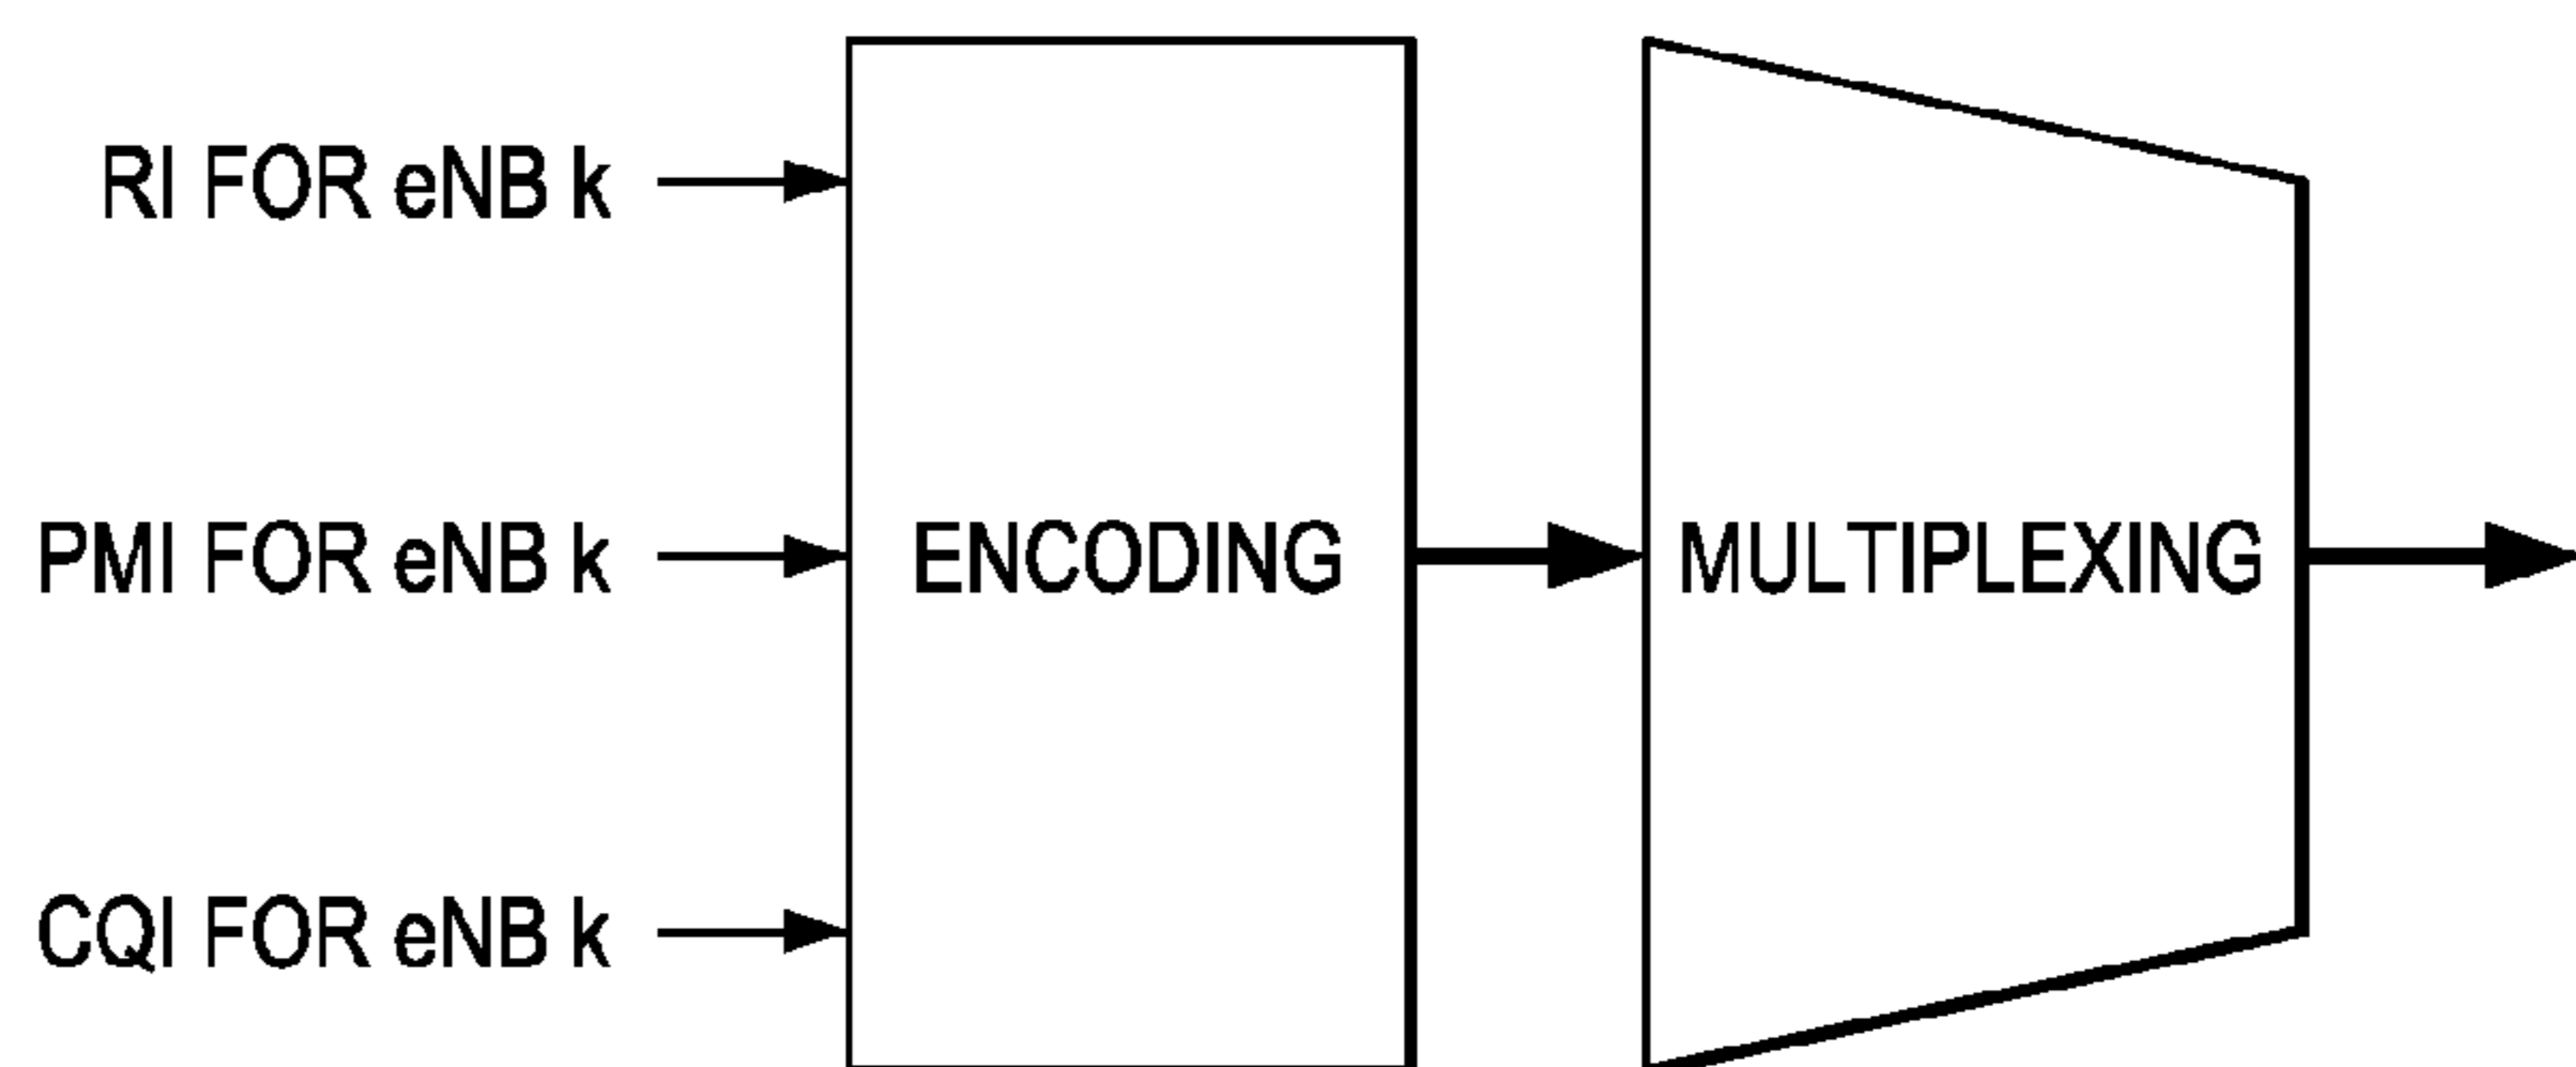 RI FOR eNB k
PMI FOR eNB k
ENCODING
MULTIPLEXING
CQI FOR eNB k